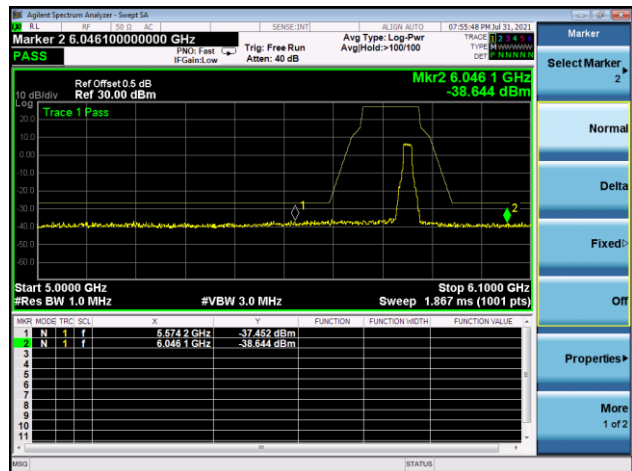 Agilent Spectrum Analyzer - Swept SA
RL RF 50 Ω AC SENSE:INT ALIGN AUTO 07:55:48 PM Jul 31, 2021
Marker 2 6.046100000000 GHz
PNO: Fast
IFGain:Low
Trig: Free Run
Atten: 40 dB
Avg Type: Log-Pwr
Avg|Hold:>100/100
TRACE 1 2 3 4 5 6
TYPE M WWWWW
DET P N N N N N
PASS
Ref Offset 0.5 dB
10 dB/div Ref 30.00 dBm
Mkr2 6.046 1 GHz
-38.644 dBm
Log
Trace 1 Pass
20.0
10.0
0.00
-10.0
-20.0
-30.0
-40.0
-50.0
-60.0
1
2
Start 5.0000 GHz Stop 6.1000 GHz
#Res BW 1.0 MHz #VBW 3.0 MHz Sweep 1.867 ms (1001 pts)
MKR MODE TRC SCL X Y FUNCTION FUNCTION WIDTH FUNCTION VALUE
1 N 1 f 5.574 2 GHz -37.452 dBm
2 N 1 f 6.046 1 GHz -38.644 dBm
3
4
5
6
7
8
9
10
11
MSG STATUS
Marker
Select Marker
2
Normal
Delta
Fixed
Off
Properties
More
1 of 2